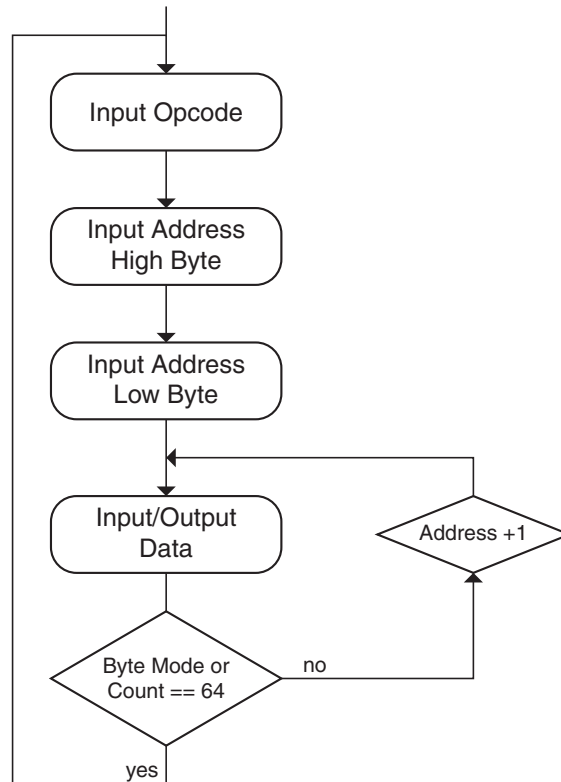 Input Opcode
Input Address
High Byte
Input Address
Low Byte
Input/Output
Data
Address +1
Byte Mode or
Count == 64
no
yes